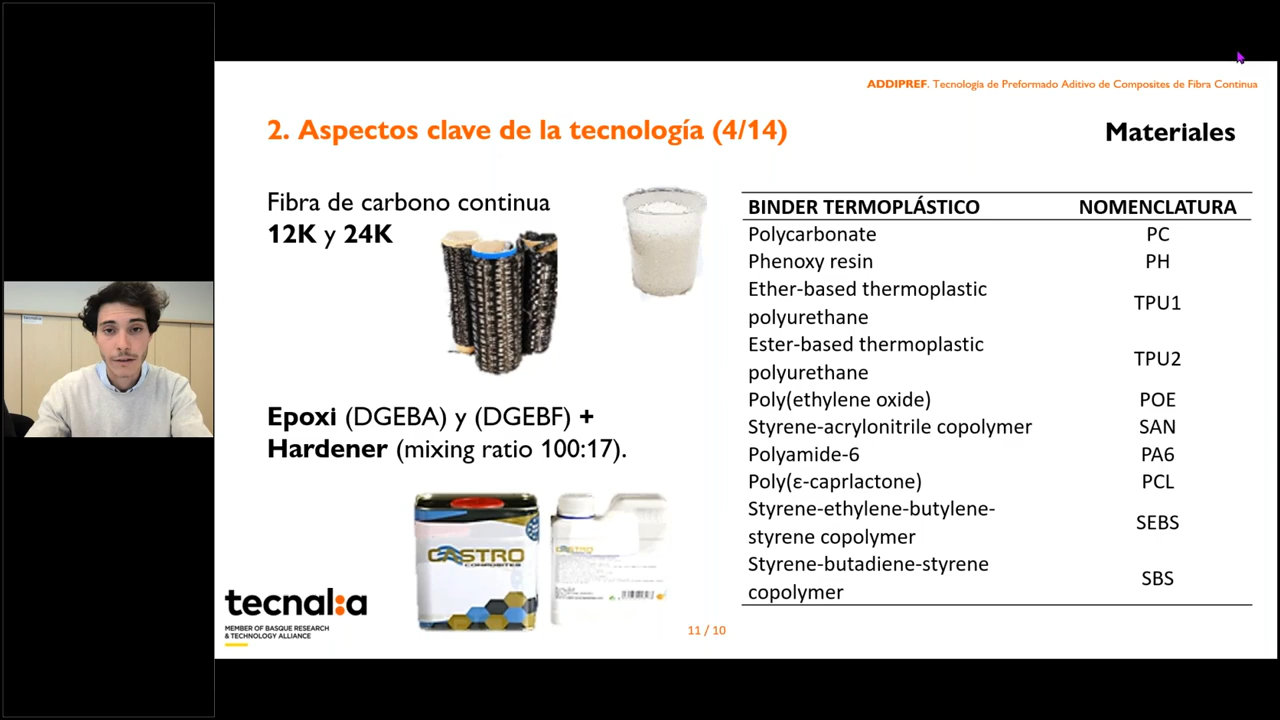 ADDIPREF. Tecnología de Preformado Aditivo de Composites de Fibra Continua
2. Aspectos clave de la tecnología (4/14)
Materiales
Fibra de carbono continua
12K y 24K
Epoxi (DGEBA) y (DGEBF) +
Hardener (mixing ratio 100:17).
CASTRO
COMPOSITES
BINDER TERMOPLÁSTICO NOMENCLATURA
Polycarbonate PC
Phenoxy resin PH
Ether-based thermoplastic
polyurethane TPU1
Ester-based thermoplastic
polyurethane TPU2
Poly(ethylene oxide) POE
Styrene-acrylonitrile copolymer SAN
Polyamide-6 PA6
Poly(ε-caprlactone) PCL
Styrene-ethylene-butylene-
styrene copolymer SEBS
Styrene-butadiene-styrene
copolymer SBS
tecnal:a
MEMBER OF BASQUE RESEARCH
& TECHNOLOGY ALLIANCE
11 / 10